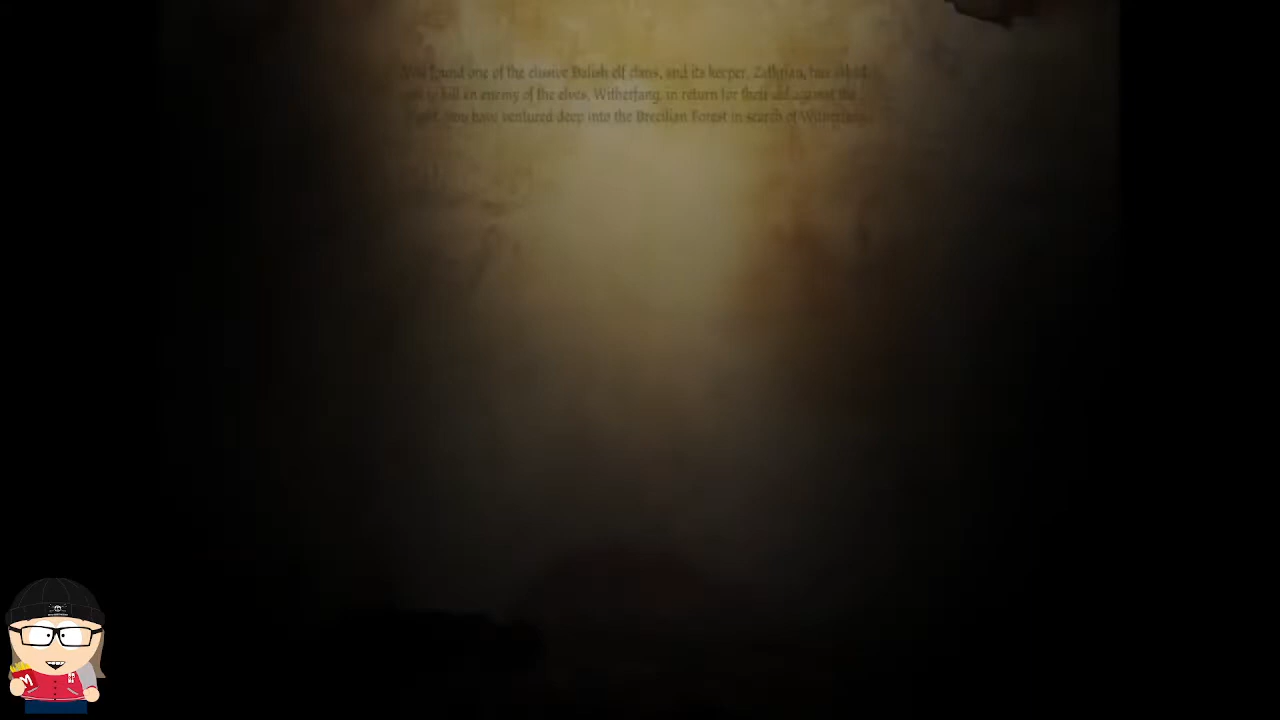 You found one of the elusive Dalish elf clans, and its keeper, Zathrian, has asked
you to kill an enemy of the elves, Witherfang, in return for their aid against the
Blight. You have ventured deep into the Brecilian Forest in search of Witherfang.